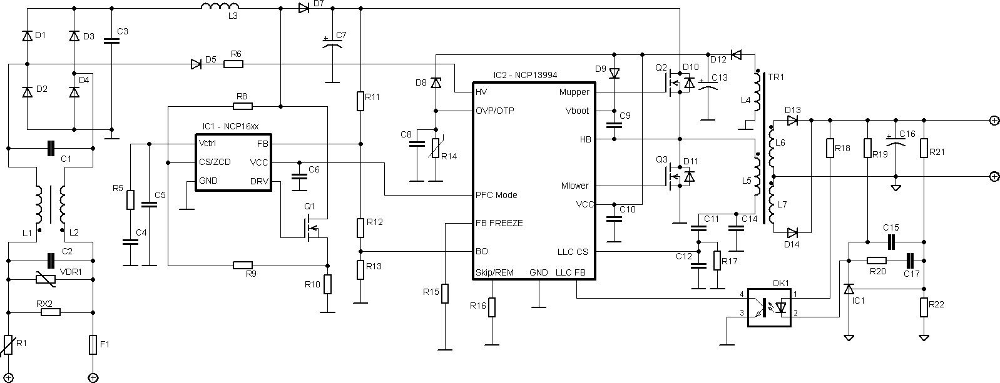 D7
L3
D1
D3
C3
C7
D5
R6
D9
Q2
D10
D12
C13
IC2 - NCP13994
D8
TR1
D2
D4
R8
R11
HV
Mupper
OVP/OTP
Vboot
L4
C9
D13
IC1 - NCP16xx
C8
R14
HB
L6
R18
R19
C16
R21
Vctrl
FB
CS/ZCD
VCC
GND
DRV
C6
C1
Q3
D11
L5
R5
C5
PFC Mode
Mlower
VCC
C10
L7
Q1
R12
FB FREEZE
C11
C14
L1
L2
C4
C2
D14
C15
BO
LLC CS
C12
R17
R13
VDR1
R9
R10
Skip/REM
GND
LLC FB
R20
C17
R15
R16
OK1
4
1
3
2
IC1
R22
RX2
R1
F1